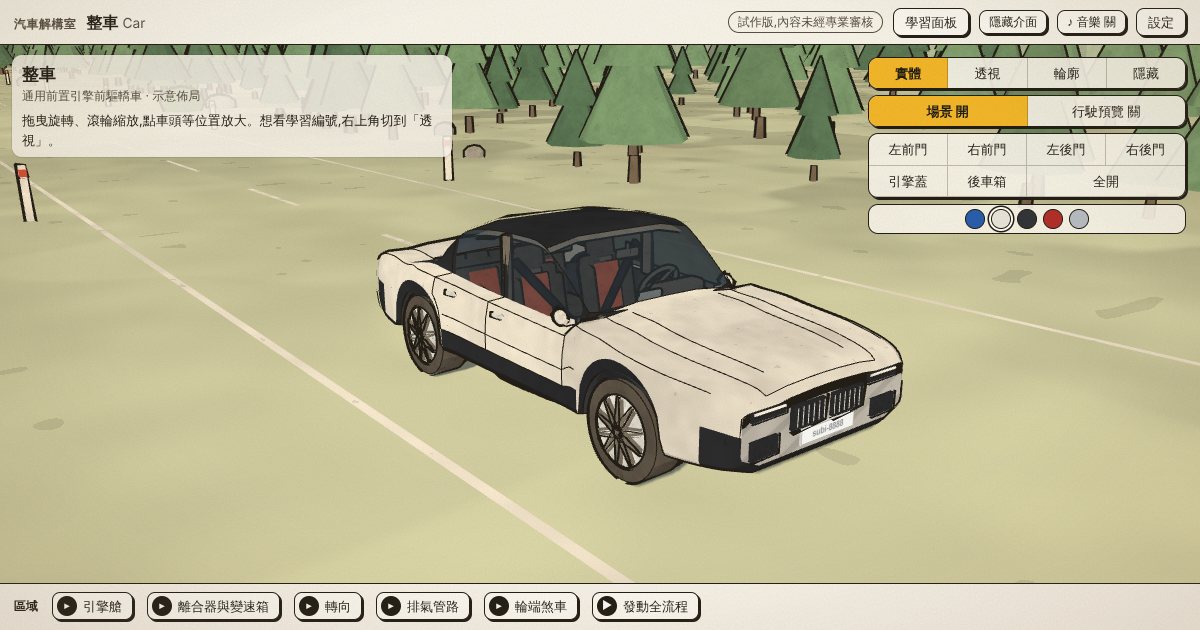 汽車解構室 整車 Car
試作版,內容未經專業審核
學習面板
隱藏介面
♪ 音樂 關
設定
整車
通用前置引擎前驅轎車 · 示意佈局
拖曳旋轉、滾輪縮放,點車頭等位置放大。想看學習編號,右上角切到「透
視」。
實體 透視 輪廓 隱藏
場景 開 行駛預覽 關
左前門 右前門 左後門 右後門
引擎蓋 後車箱 全開
subi-8888
區域 引擎艙 離合器與變速箱 轉向 排氣管路 輪端煞車 發動全流程